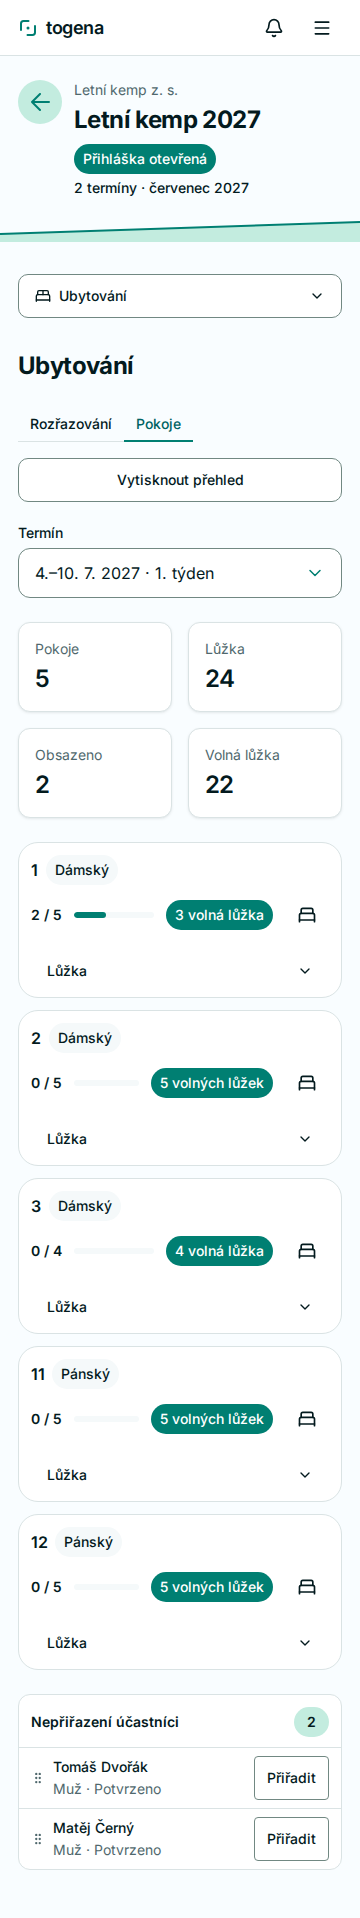 togena
Letní kemp z. s.
Letní kemp 2027
Přihláška otevřená
2 termíny · červenec 2027
Ubytování
Ubytování
Rozřazování Pokoje
Vytisknout přehled
Termín
4.–10. 7. 2027 · 1. týden
Pokoje Lůžka
5 24
Obsazeno Volná lůžka
2 22
1 Dámský
2 / 5 3 volná lůžka
Lůžka
2 Dámský
0 / 5 5 volných lůžek
Lůžka
3 Dámský
0 / 4 4 volná lůžka
Lůžka
11 Pánský
0 / 5 5 volných lůžek
Lůžka
12 Pánský
0 / 5 5 volných lůžek
Lůžka
Nepřiřazení účastníci 2
Tomáš Dvořák
Muž · Potvrzeno
Přiřadit
Matěj Černý
Muž · Potvrzeno
Přiřadit